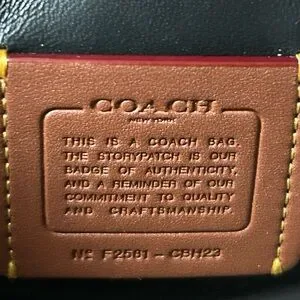 COACH
NEW YORK
THIS IS A COACH BAG.
THE STORYPATCH IS OUR
BADGE OF AUTHENTICITY,
AND A REMINDER OF OUR
COMMITMENT TO QUALITY
AND CRAFTSMANSHIP.
Nº F2581 - CBH23